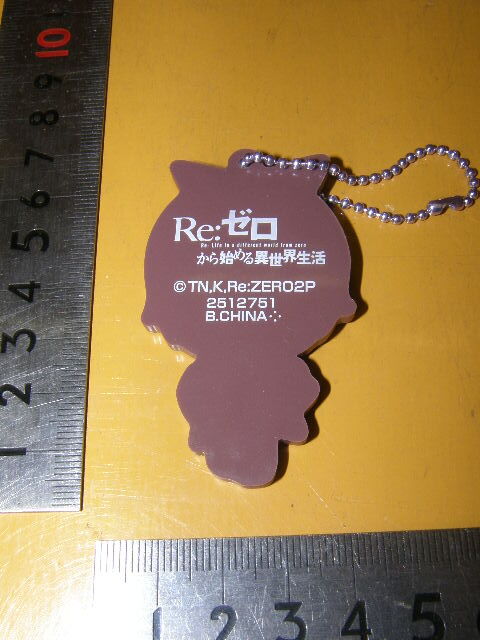 Re:ゼロ
Re: Life in a different world from zero
から始める異世界生活
©TN,K,Re:ZERO2P
2512751
B.CHINA
10
9
8
7
6
5
4
3
2
1
1 2 3 4 5